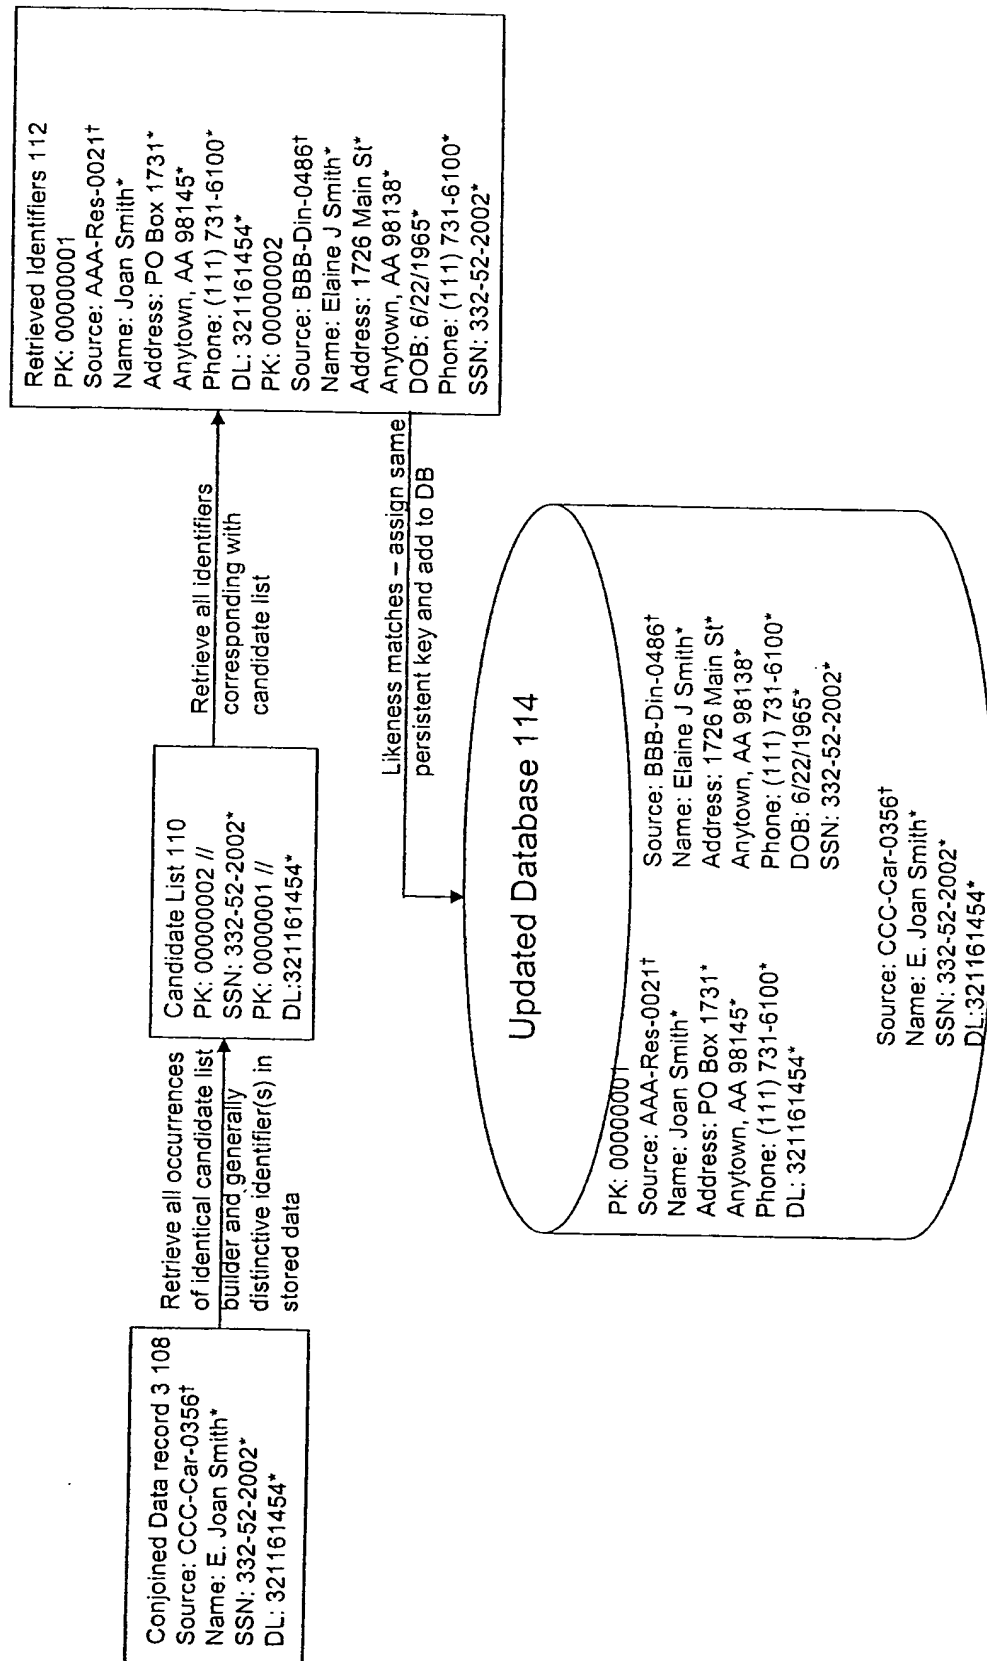 Conjoined Data record 3 108
Source: CCC-Car-0356†
Name: E. Joan Smith*
SSN: 332-52-2002*
DL: 321161454*
Retrieve all occurrences
of identical candidate list
builder and generally
distinctive identifier(s) in
stored data
Candidate List 110
PK: 00000002 //
SSN: 332-52-2002*
PK: 0000001 //
DL:321161454*
Retrieve all identifiers
corresponding with
candidate list
Retrieved Identifiers 112
PK: 00000001
Source: AAA-Res-0021†
Name: Joan Smith*
Address: PO Box 1731*
Anytown, AA 98145*
Phone: (111) 731-6100*
DL: 321161454*
PK: 00000002
Source: BBB-Din-0486†
Name: Elaine J Smith*
Address: 1726 Main St*
Anytown, AA 98138*
DOB: 6/22/1965*
Phone: (111) 731-6100*
SSN: 332-52-2002*
Likeness matches – assign same
persistent key and add to DB
Updated Database 114
PK: 00000001
Source: AAA-Res-0021†
Name: Joan Smith*
Address: PO Box 1731*
Anytown, AA 98145*
Phone: (111) 731-6100*
DL: 321161454*
Source: BBB-Din-0486†
Name: Elaine J Smith*
Address: 1726 Main St*
Anytown, AA 98138*
Phone: (111) 731-6100*
DOB: 6/22/1965*
SSN: 332-52-2002*
Source: CCC-Car-0356†
Name: E. Joan Smith*
SSN: 332-52-2002*
DL:321161454*